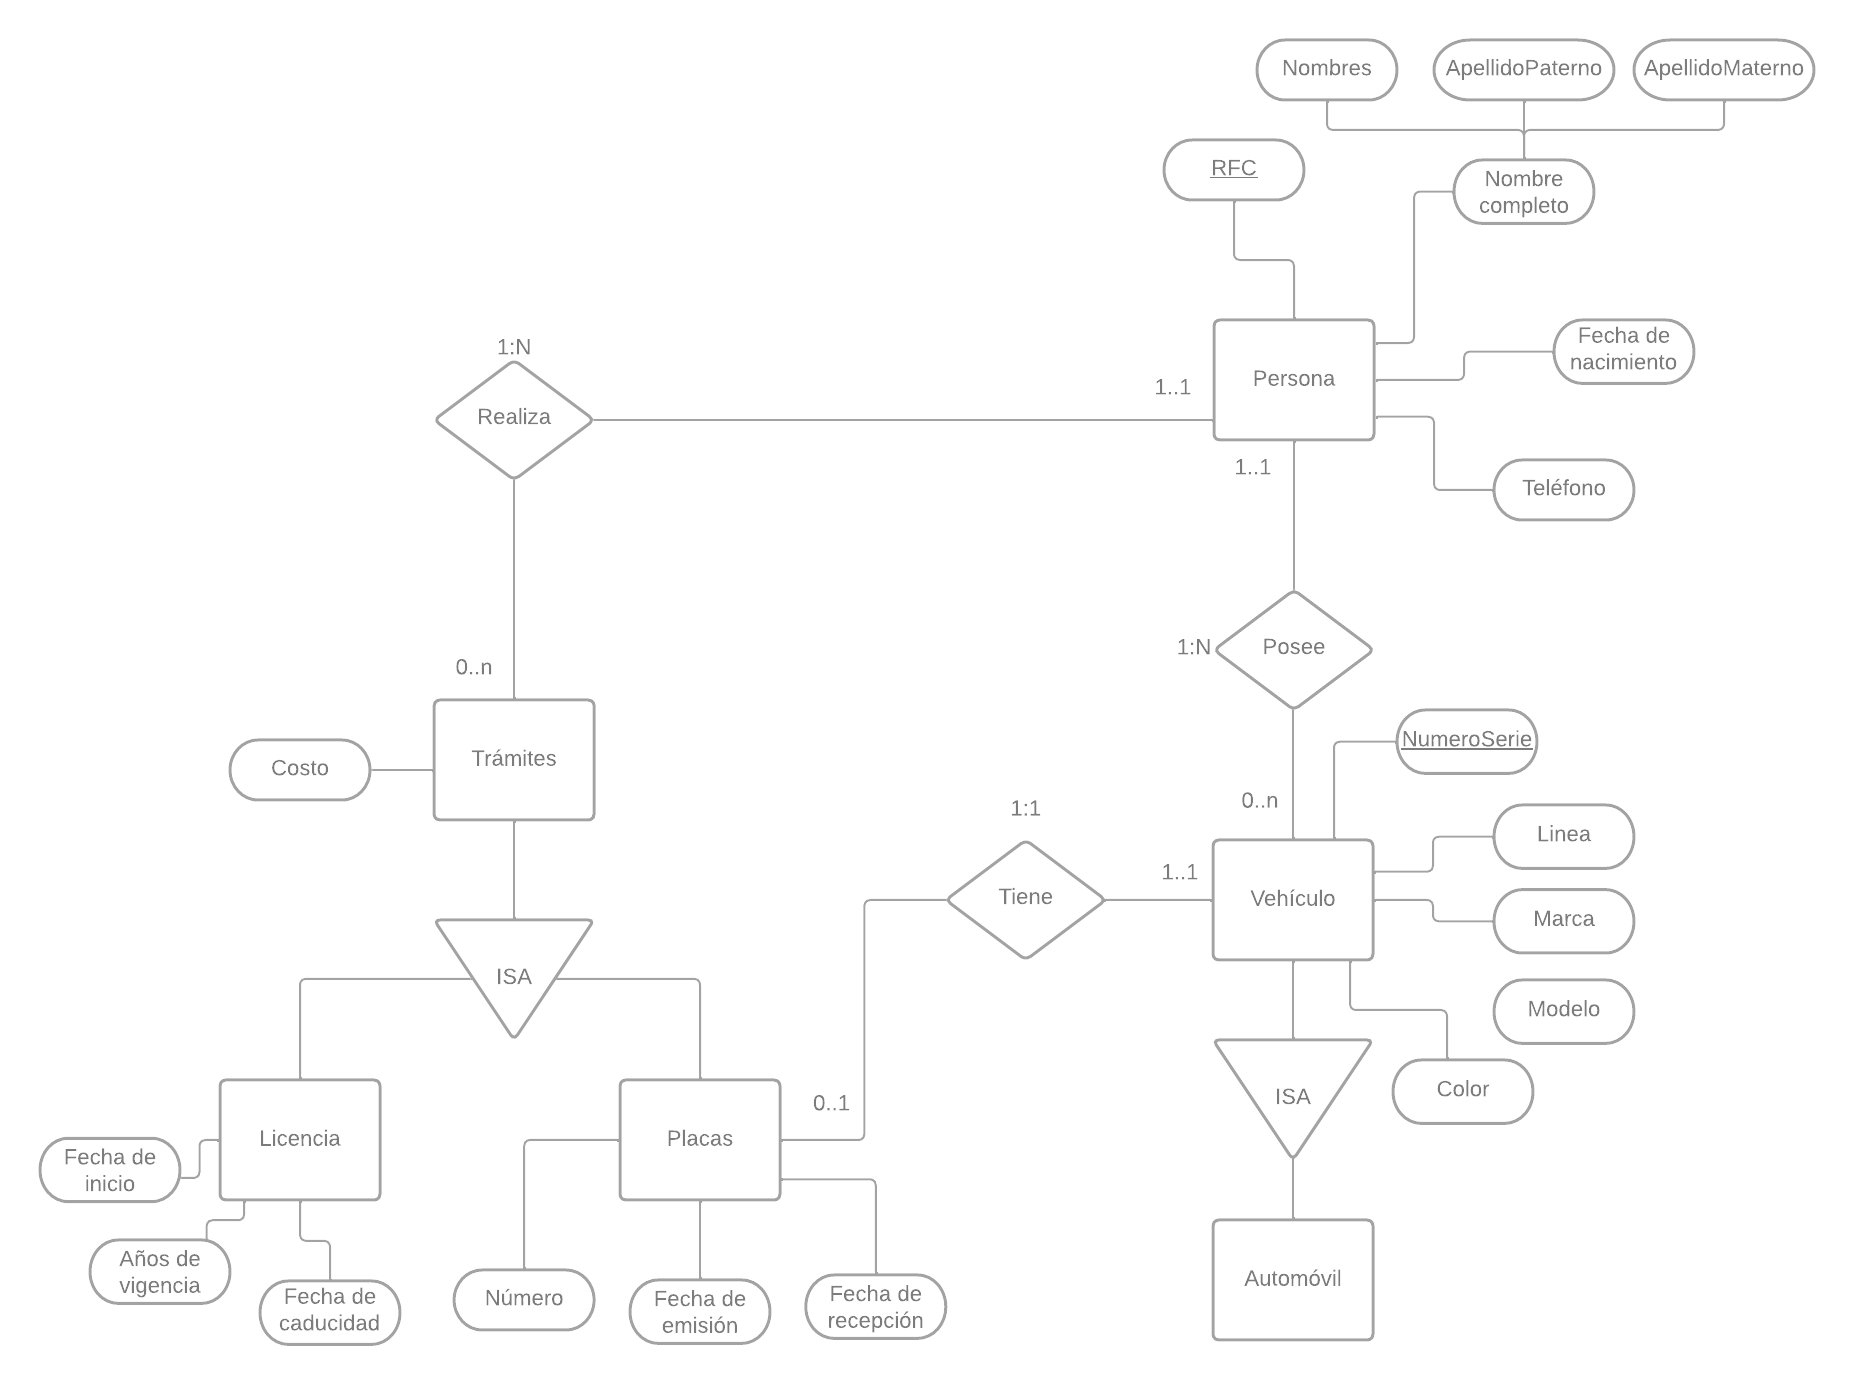 Nombres
ApellidoPaterno
ApellidoMaterno
RFC
Nombre
completo
Fecha de
nacimiento
1:N
Persona
1..1
Realiza
1..1
Teléfono
0..n
1:N
Posee
NumeroSerie
Trámites
Costo
0..n
1:1
Linea
1..1
Tiene
Vehículo
Marca
ISA
Modelo
Color
ISA
0..1
Licencia
Placas
Fecha de
inicio
Años de
vigencia
Fecha de
caducidad
Número
Fecha de
emisión
Fecha de
recepción
Automóvil